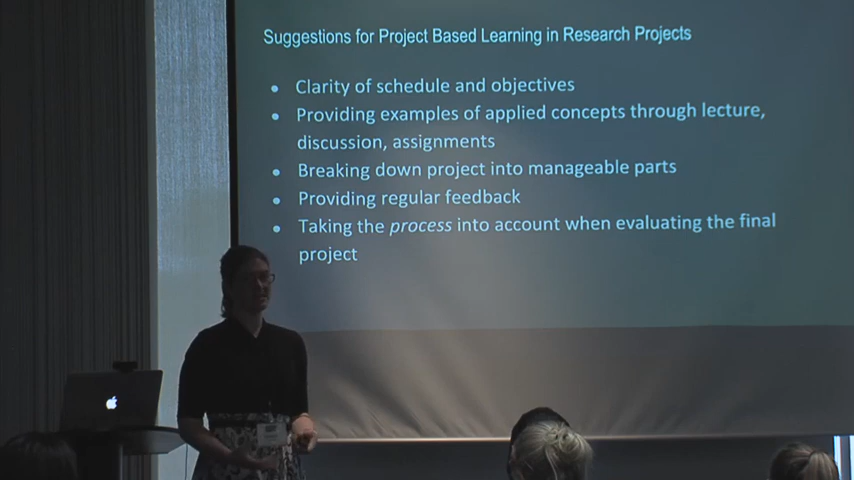 Suggestions for Project Based Learning in Research Projects
• Clarity of schedule and objectives
• Providing examples of applied concepts through lecture,
discussion, assignments
• Breaking down project into manageable parts
• Providing regular feedback
• Taking the process into account when evaluating the final
project